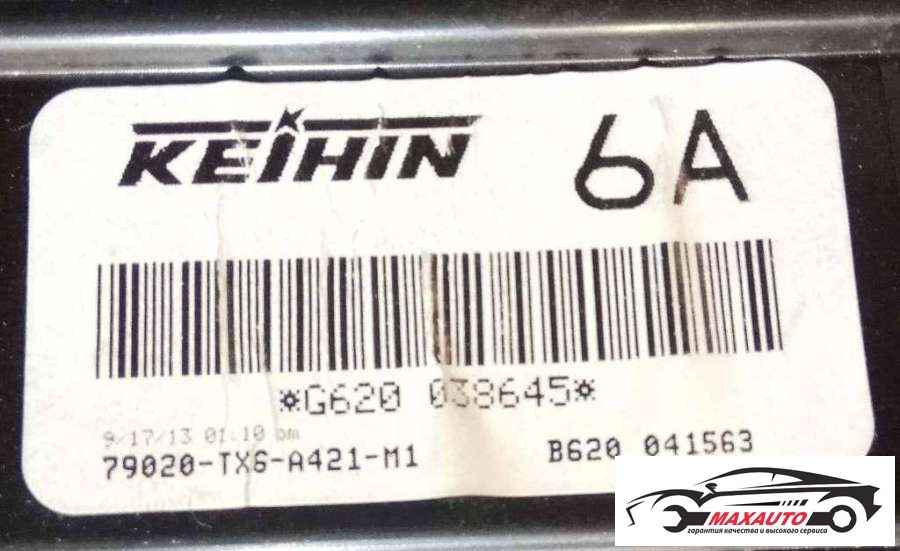 KEIHIN 6A
*G620 038645*
9/17/13 01:10 pm
79020-TX6-A421-M1 B620 041563
MAXAUTO
гарантия качества и высокого сервиса